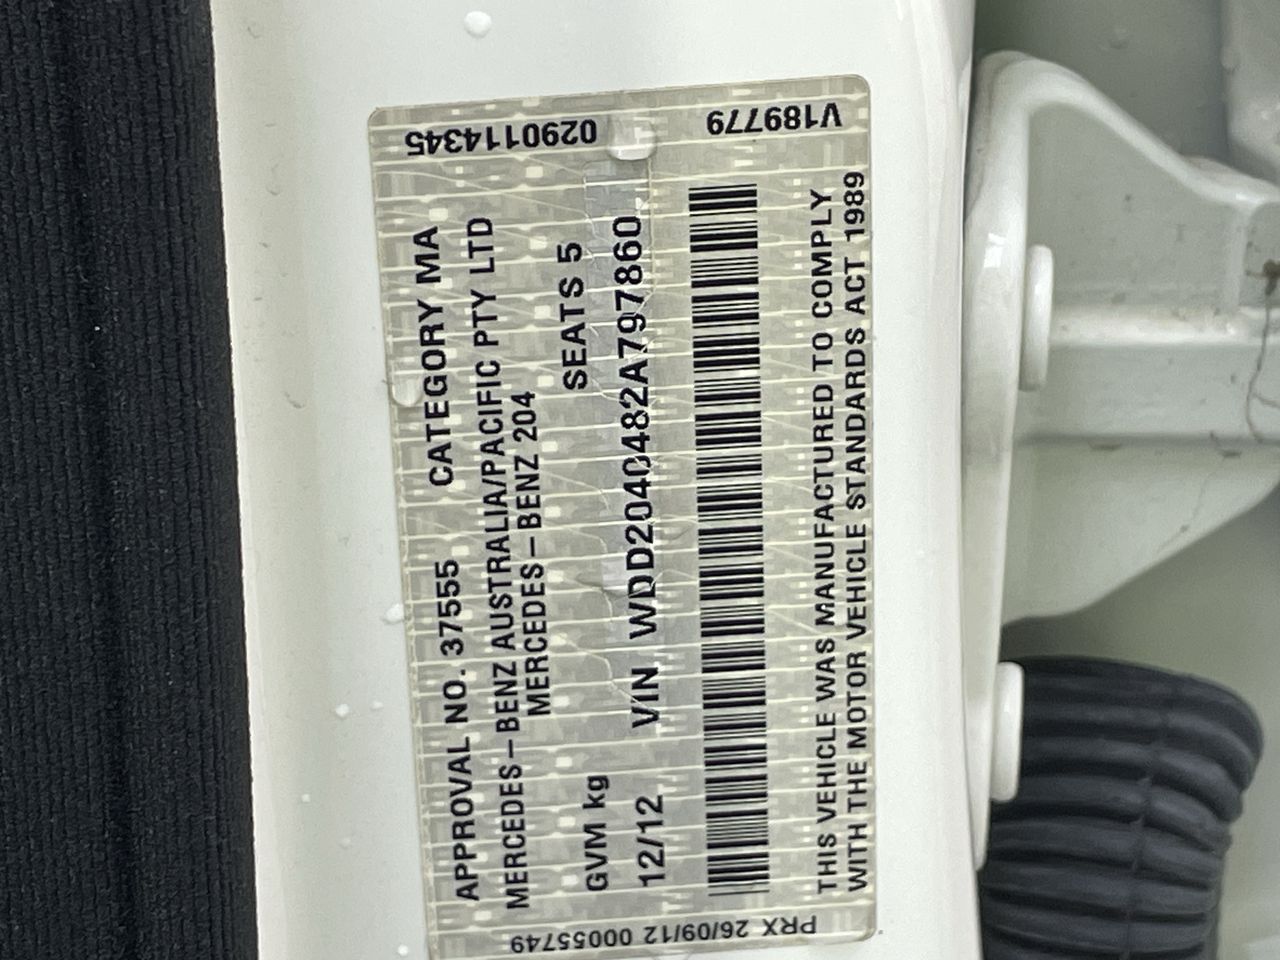 0290114345
V189779
APPROVAL NO. 37555 CATEGORY MA
MERCEDES-BENZ AUSTRALIA/PACIFIC PTY LTD
MERCEDES-BENZ 204
GVM kg SEATS 5
12/12 VIN WDD2040482A797860
THIS VEHICLE WAS MANUFACTURED TO COMPLY
WITH THE MOTOR VEHICLE STANDARDS ACT 1989
PRX 26/09/12 00055749